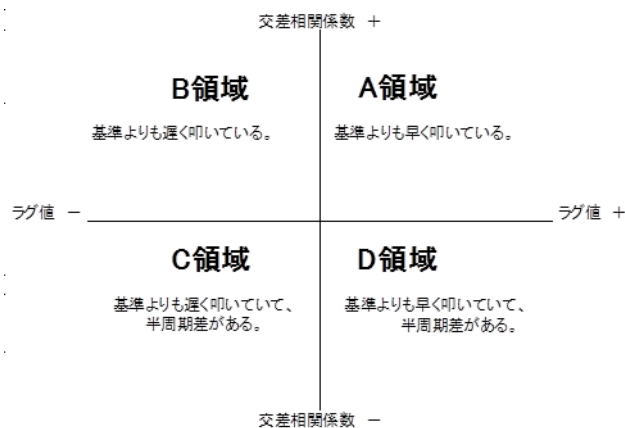 交差相関係数 ＋
B領域 A領域
基準よりも遅く叩いている。 基準よりも早く叩いている。
ラグ値 － ラグ値 ＋
C領域 D領域
基準よりも遅く叩いていて、 基準よりも早く叩いていて、
半周期差がある。 半周期差がある。
交差相関係数 －